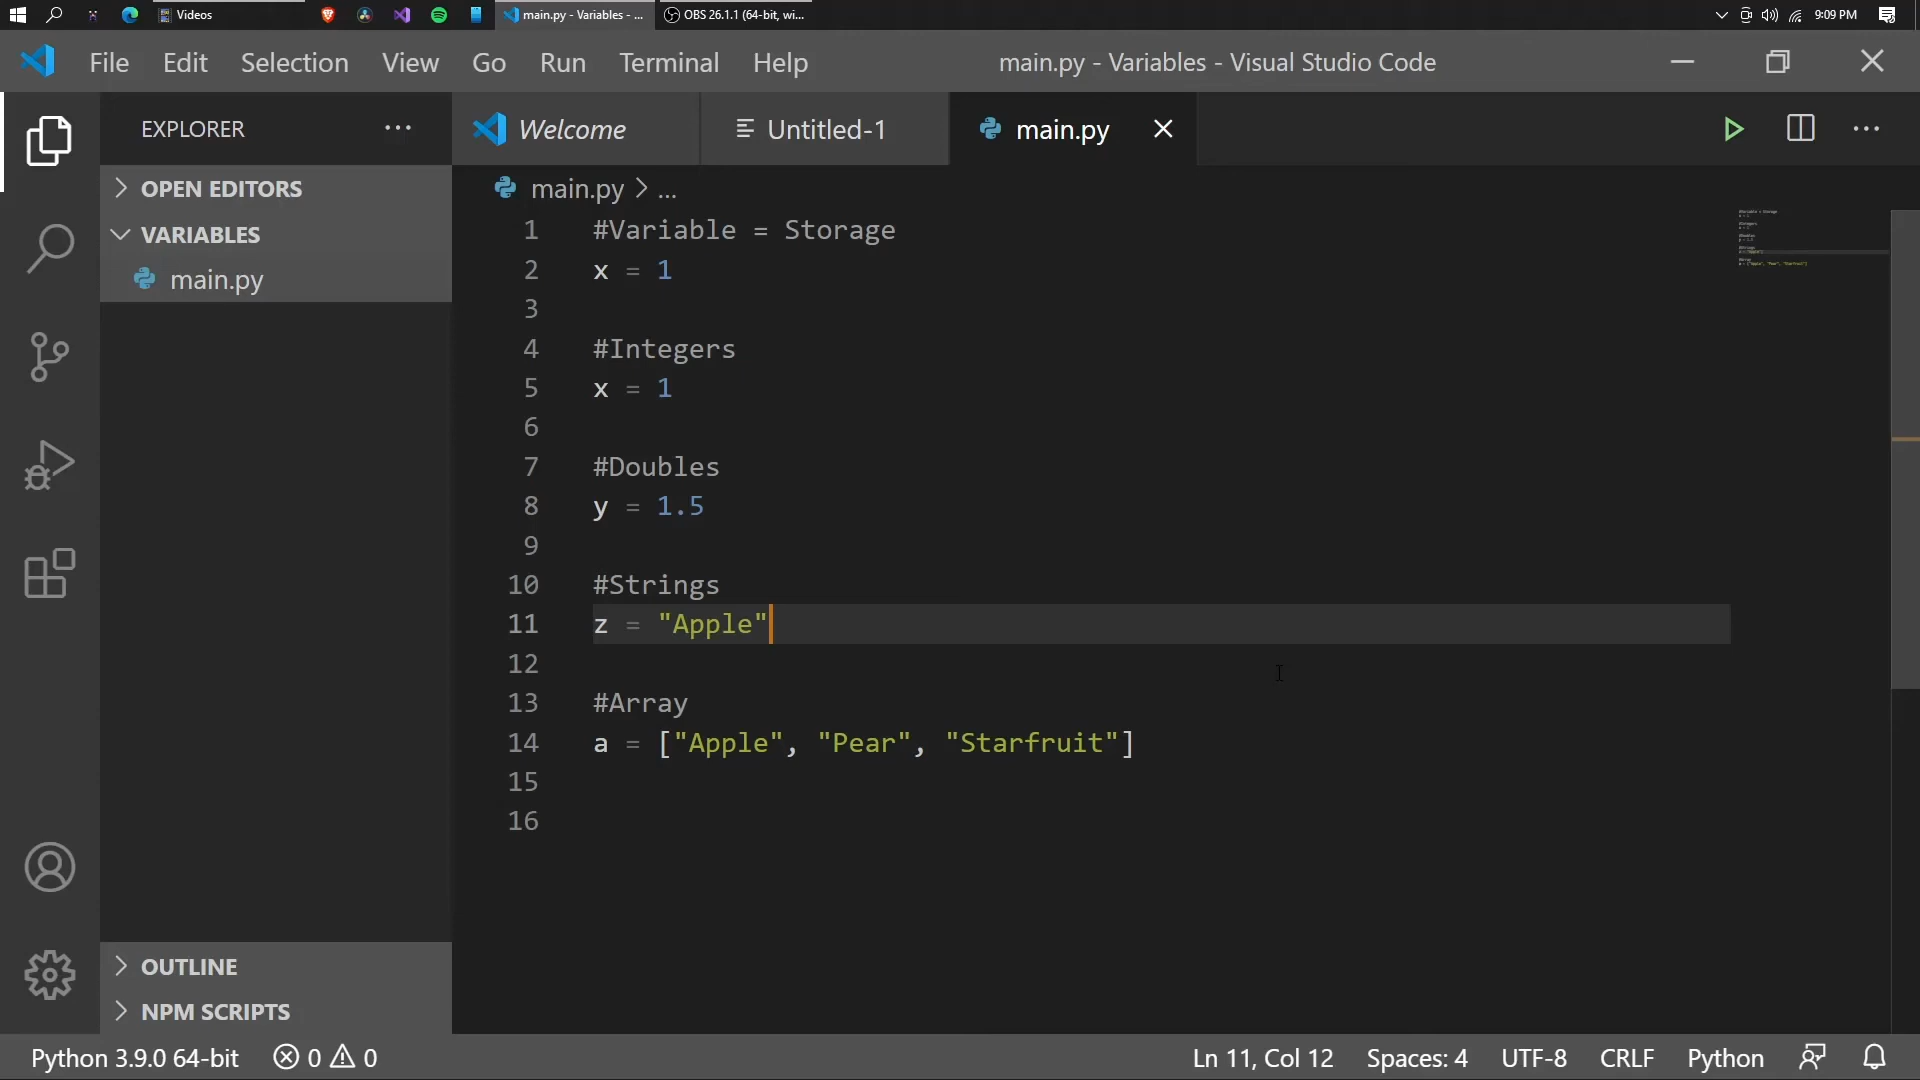 Videos
main.py - Variables - ...
OBS 26.1.1 (64-bit, wi...
9:09 PM
File Edit Selection View Go Run Terminal Help
main.py - Variables - Visual Studio Code
EXPLORER
Welcome
Untitled-1
main.py
OPEN EDITORS
VARIABLES
main.py
main.py > ...
1 #Variable = Storage
2 x = 1
3
4 #Integers
5 x = 1
6
7 #Doubles
8 y = 1.5
9
10 #Strings
11 z = "Apple"
12
13 #Array
14 a = ["Apple", "Pear", "Starfruit"]
15
16
OUTLINE
NPM SCRIPTS
Python 3.9.0 64-bit 0 0
Ln 11, Col 12 Spaces: 4 UTF-8 CRLF Python